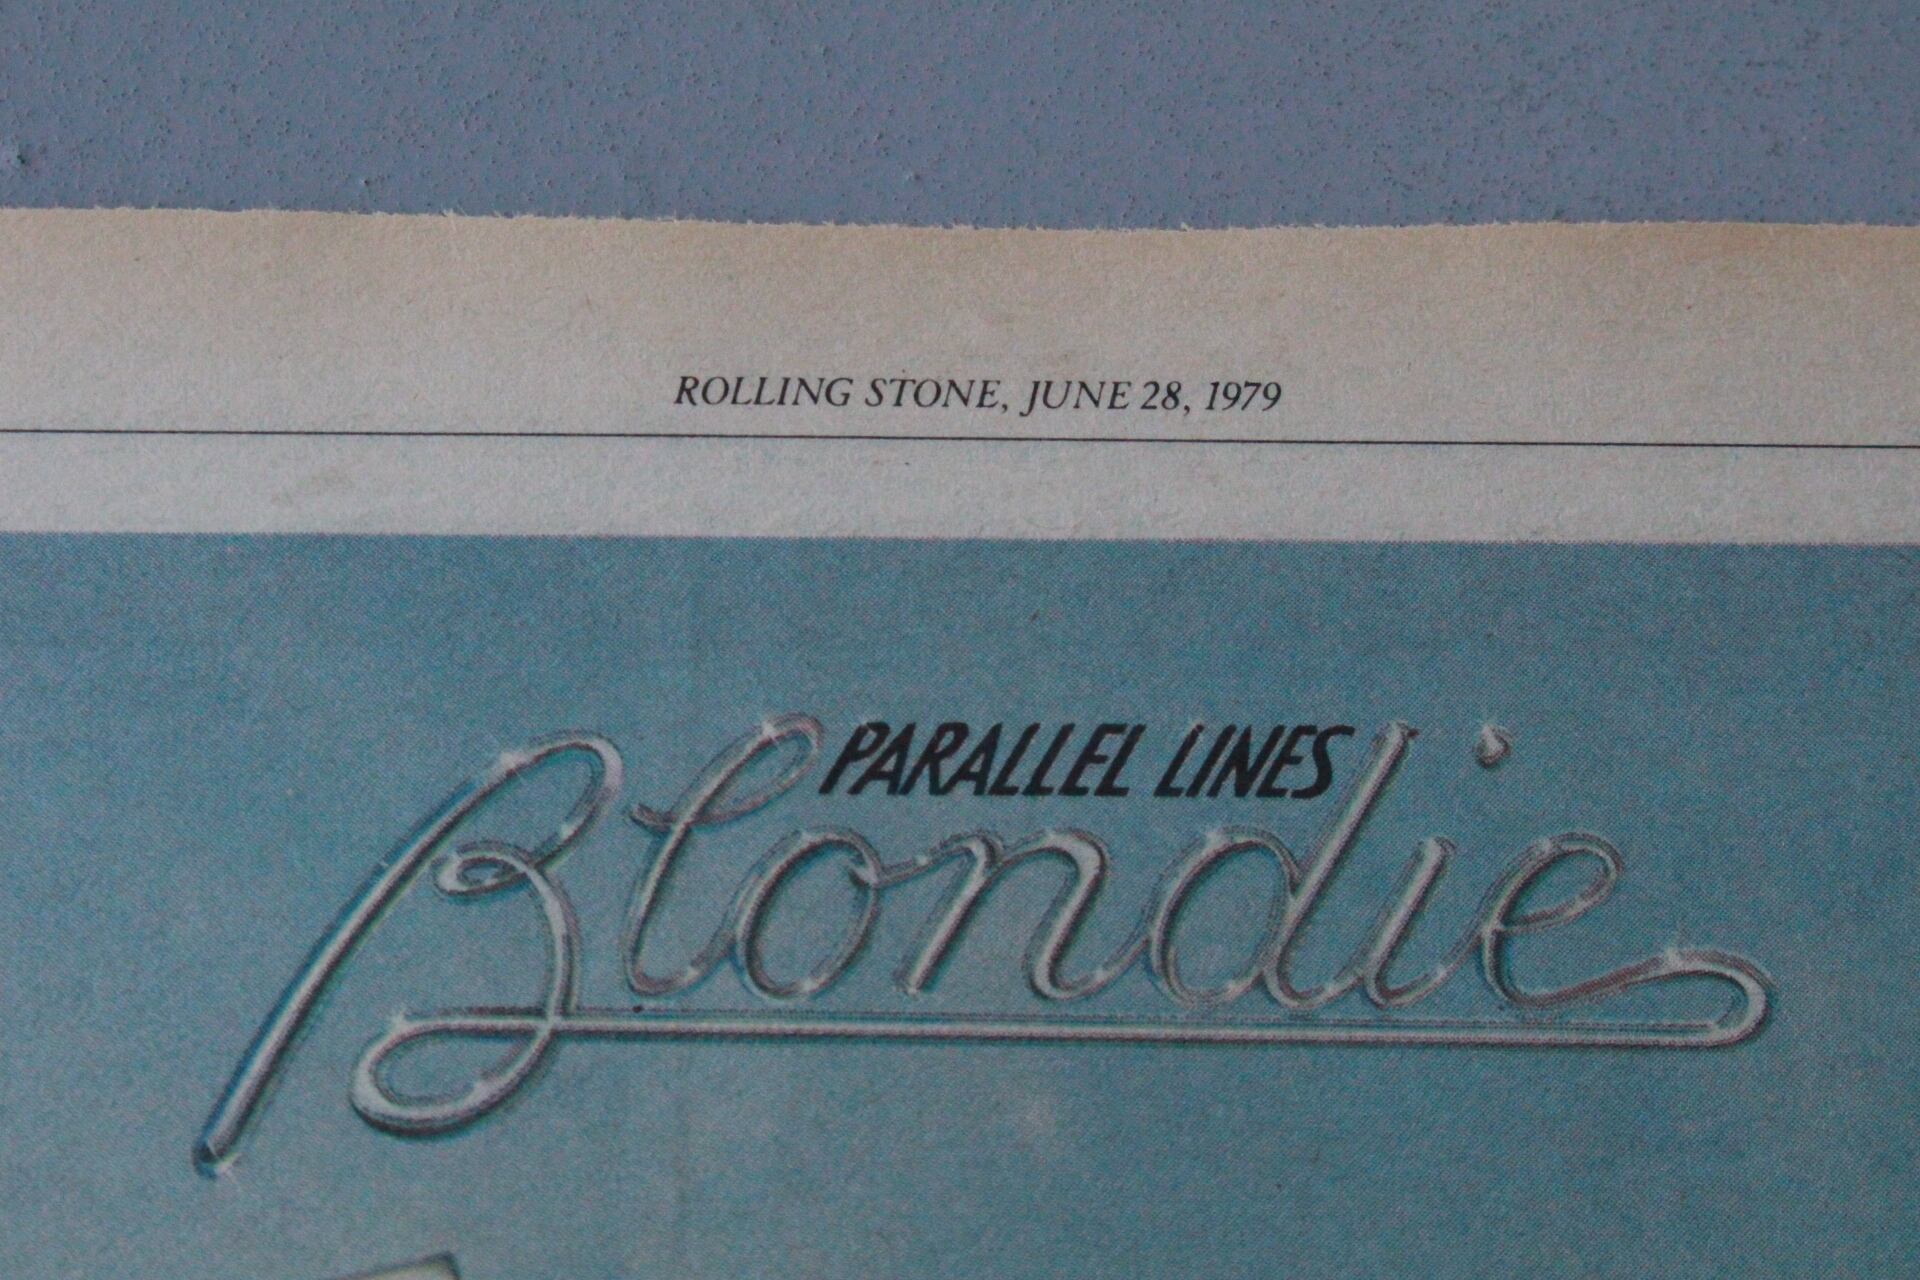 ROLLING STONE, JUNE 28, 1979
PARALLEL LINES
Blondie